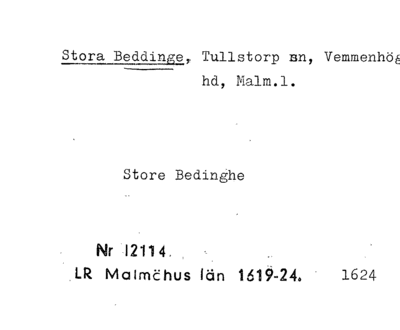 Stora Beddinge, Tullstorp sn, Vemmenhög
hd, Malm.l.
Store Bedinghe
Nr 12114.
LR Malmöhus län 1619-24. 1624